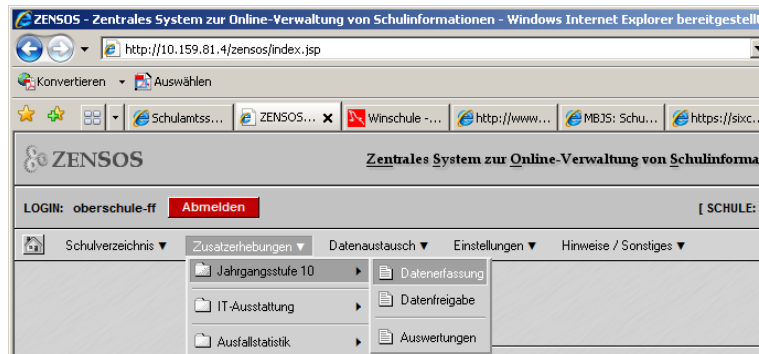 ZENSOS - Zentrales System zur Online-Verwaltung von Schulinformationen - Windows Internet Explorer bereitgestell
http://10.159.81.4/zensos/index.jsp
Konvertieren Auswählen
Schulamtss... ZENSOS... Winschule -... http://www... MBJS: Schu... https://sixc..
ZENSOS Zentrales System zur Online-Verwaltung von Schulinforma
LOGIN: oberschule-ff Abmelden [ SCHULE:
Schulverzeichnis Zusatzerhebungen Datenaustausch Einstellungen Hinweise / Sonstiges
Jahrgangsstufe 10 Datenerfassung
IT-Ausstattung Datenfreigabe
Ausfallstatistik Auswertungen